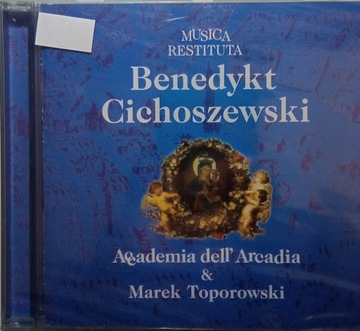 MUSICA
RESTITUTA
Benedykt
Cichoszewski
Accademia dell'Arcadia
&
Marek Toporowski